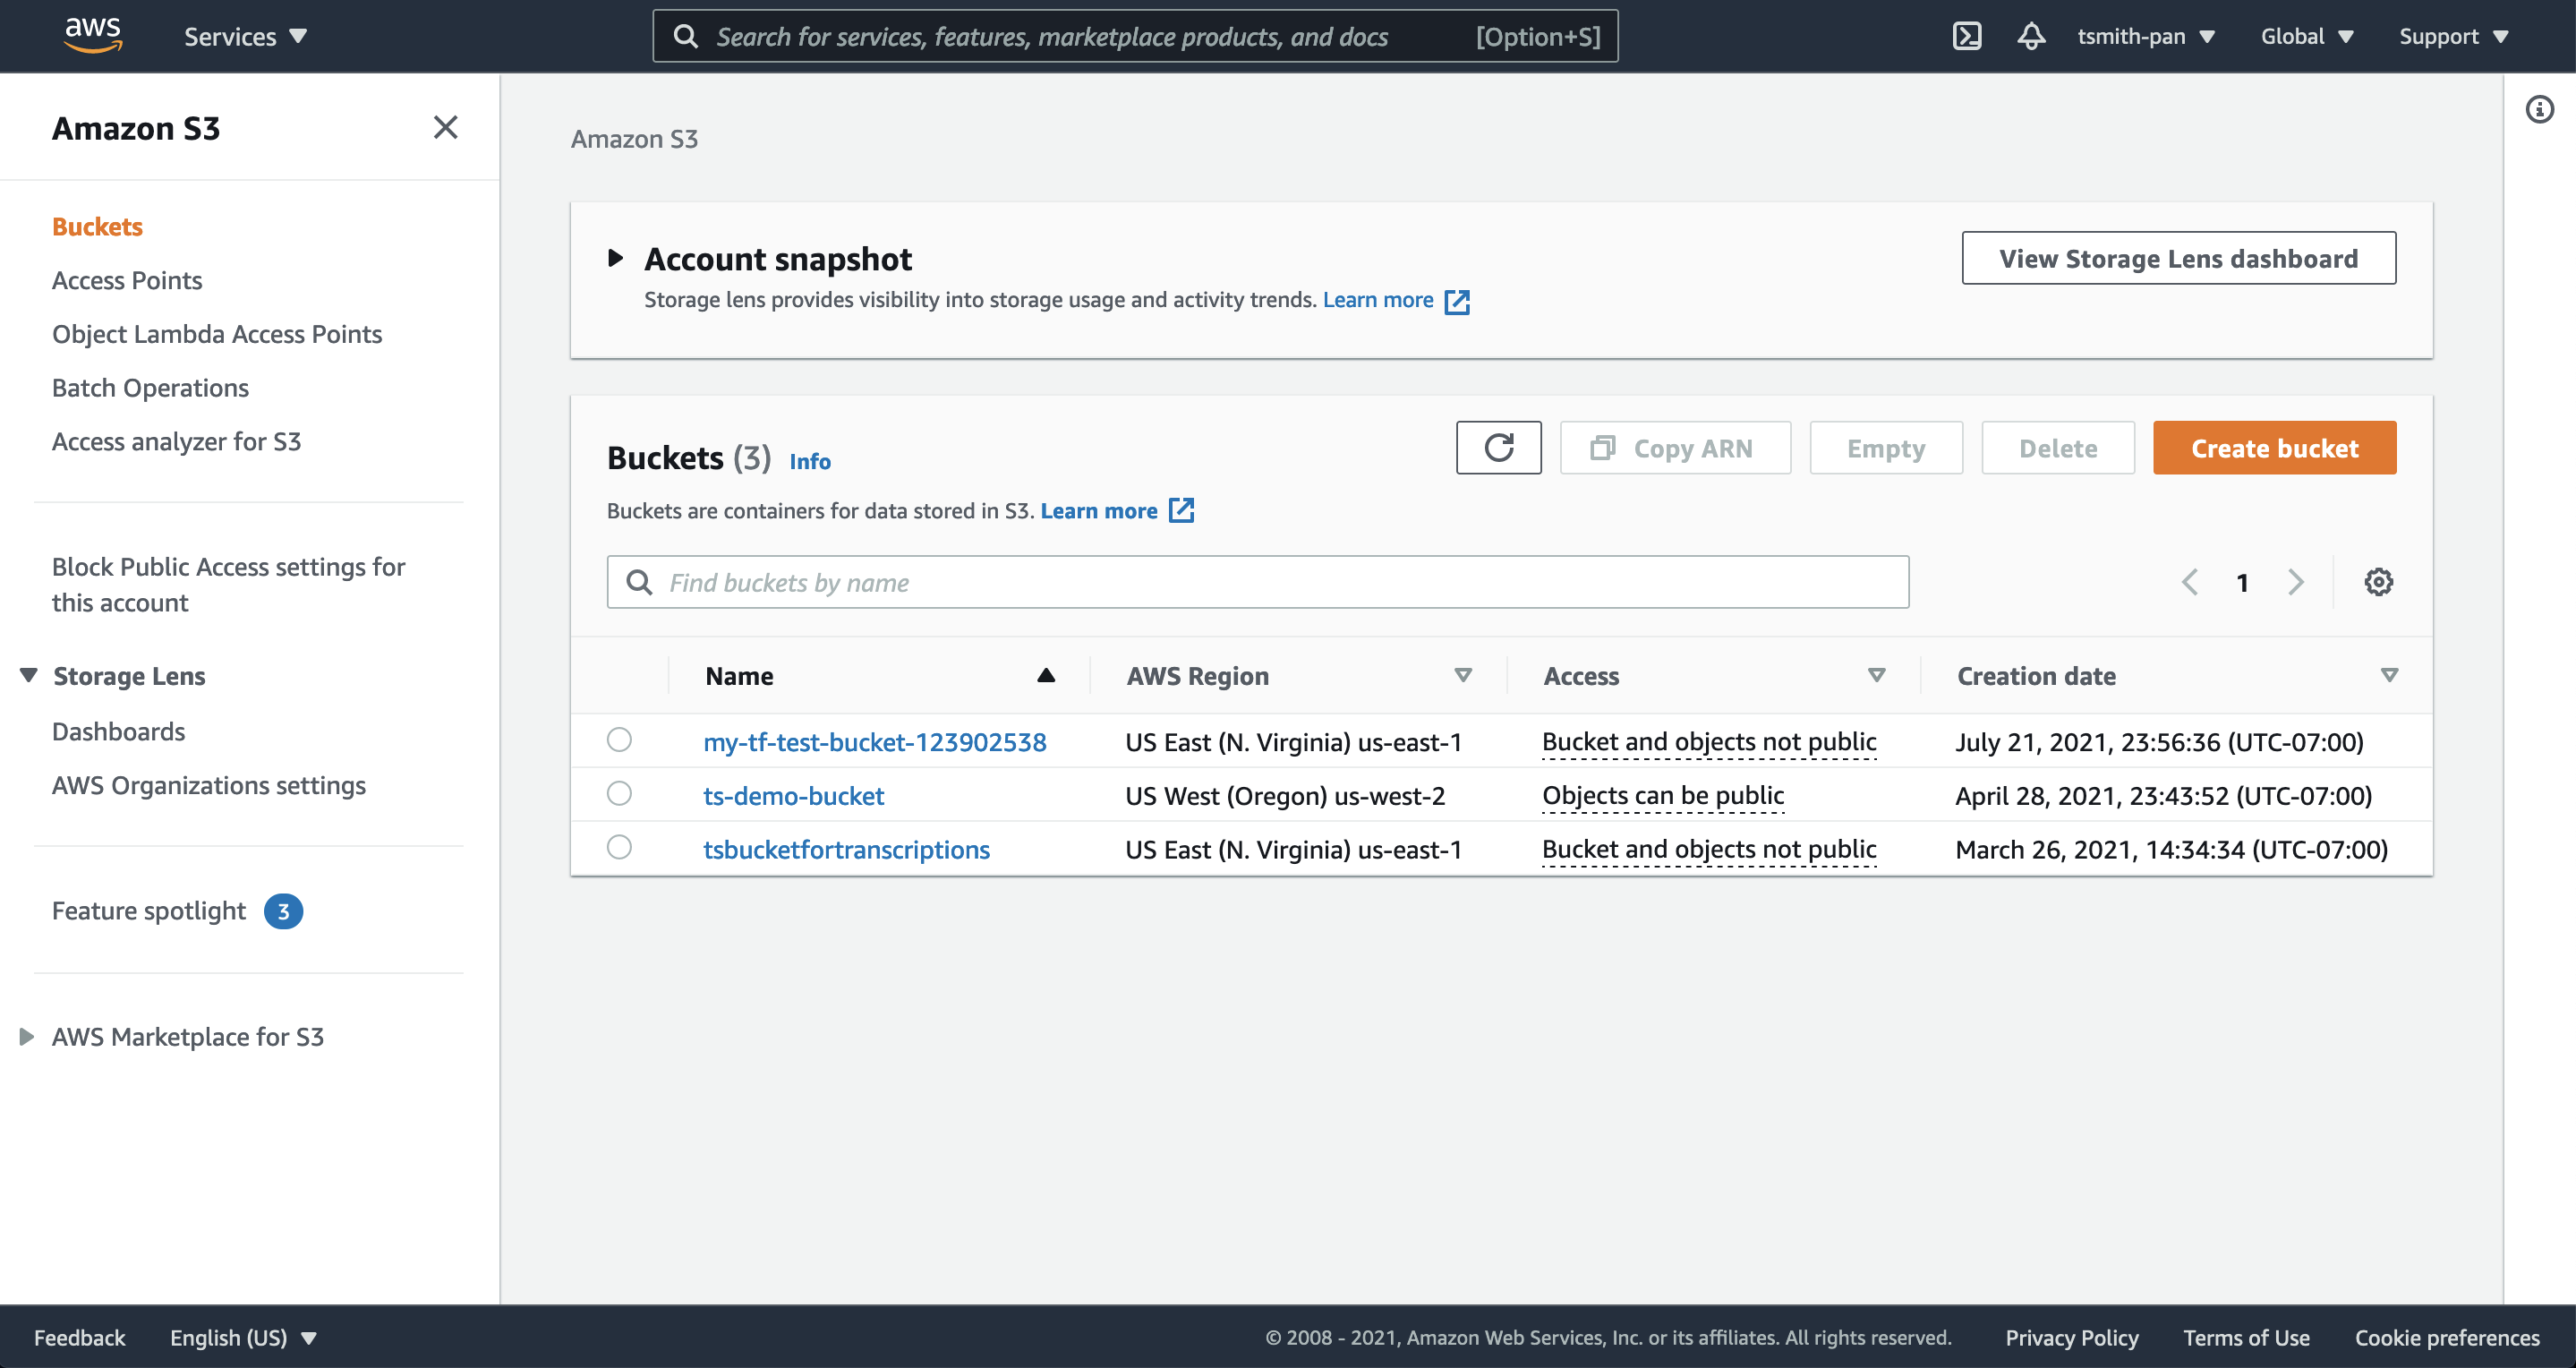 aws
Services
Search for services, features, marketplace products, and docs [Option+S]
tsmith-pan
Global
Support
Amazon S3
Buckets
Access Points
Object Lambda Access Points
Batch Operations
Access analyzer for S3
Block Public Access settings for
this account
Storage Lens
Dashboards
AWS Organizations settings
Feature spotlight 3
AWS Marketplace for S3
Amazon S3
Account snapshot
Storage lens provides visibility into storage usage and activity trends. Learn more
View Storage Lens dashboard
Buckets (3) Info
Copy ARN
Empty
Delete
Create bucket
Buckets are containers for data stored in S3. Learn more
Find buckets by name
1
Name AWS Region Access Creation date
my-tf-test-bucket-123902538 US East (N. Virginia) us-east-1 Bucket and objects not public July 21, 2021, 23:56:36 (UTC-07:00)
ts-demo-bucket US West (Oregon) us-west-2 Objects can be public April 28, 2021, 23:43:52 (UTC-07:00)
tsbucketfortranscriptions US East (N. Virginia) us-east-1 Bucket and objects not public March 26, 2021, 14:34:34 (UTC-07:00)
Feedback
English (US)
© 2008 - 2021, Amazon Web Services, Inc. or its affiliates. All rights reserved.
Privacy Policy
Terms of Use
Cookie preferences